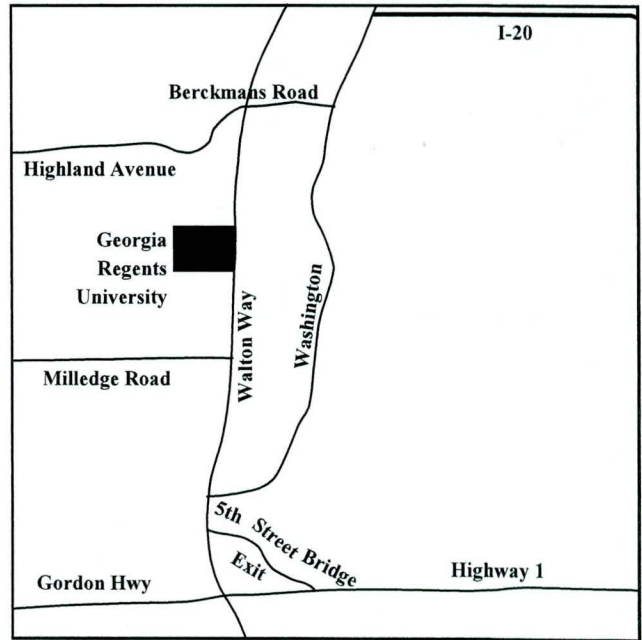 I-20
Berckmans Road
Highland Avenue
Georgia
Regents
University
Walton Way
Washington
Milledge Road
5th Street Bridge
Exit
Gordon Hwy
Highway 1